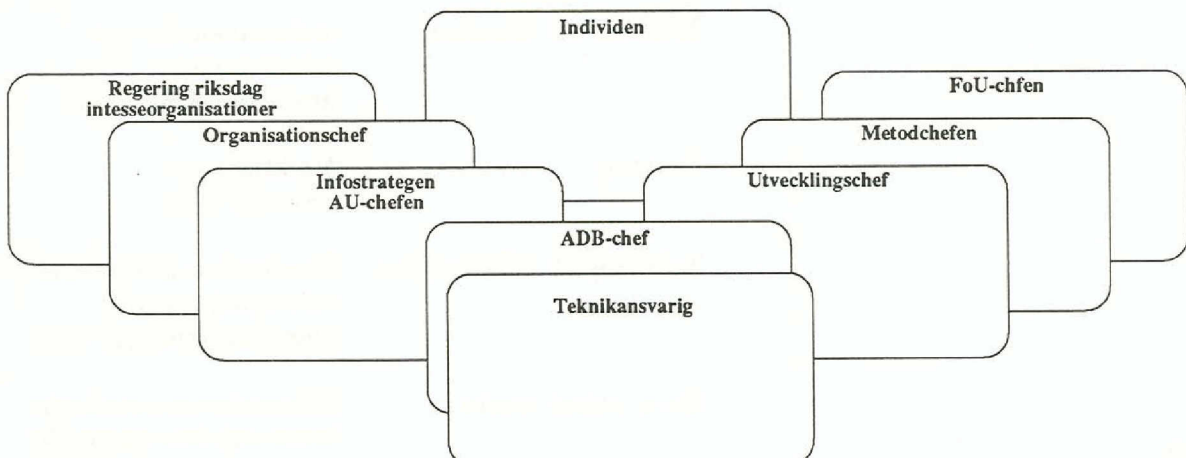 Individen
Regering riksdag
intesseorganisationer
FoU-chfen
Organisationschef
Metodchefen
Infostrategen
AU-chefen
Utvecklingschef
ADB-chef
Teknikansvarig